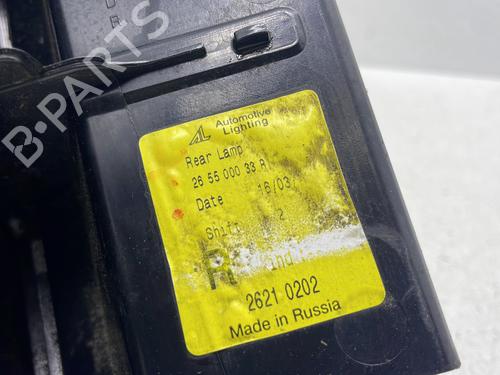 AL Automotive
Lighting
Rear Lamp
26 55 000 33 R
Date 16/03
Shift 2
R
2621 0202
Made in Russia
B-PARTS